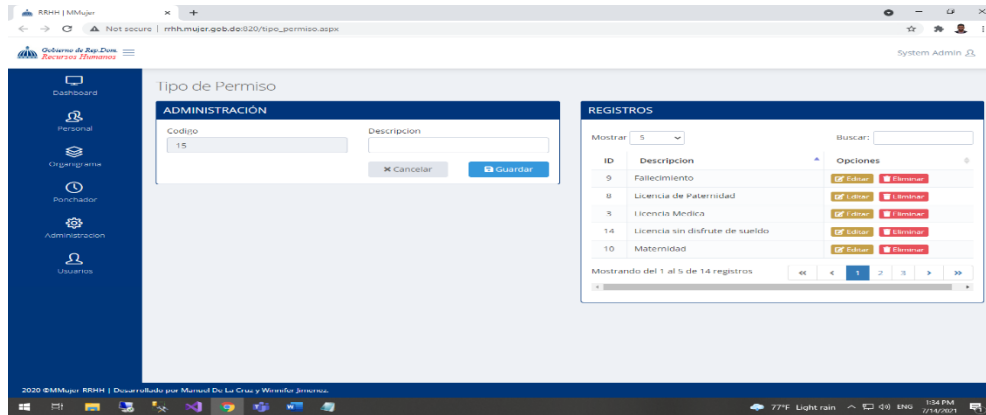 RRHH | MMujer
Not secure | rrhh.mujer.gob.do:820/tipo_permiso.aspx
Gobierno de Rep.Dom.
Recursos Humanos
System Admin
Dashboard
Personal
Organigrama
Ponchador
Administracion
Usuarios
Tipo de Permiso
ADMINISTRACIÓN
Codigo
Descripcion
15
Cancelar
Guardar
REGISTROS
Mostrar 5
Buscar:
ID Descripcion Opciones
9 Fallecimiento Editar Eliminar
8 Licencia de Paternidad Editar Eliminar
3 Licencia Medica Editar Eliminar
14 Licencia sin disfrute de sueldo Editar Eliminar
10 Maternidad Editar Eliminar
Mostrando del 1 al 5 de 14 registros
« ‹ 1 2 3 › »
2020 ©MMujer RRHH | Desarrollado por Manuel De La Cruz y Winnifer Jimenez.
77°F Light rain ENG 1:34 PM
7/14/2021